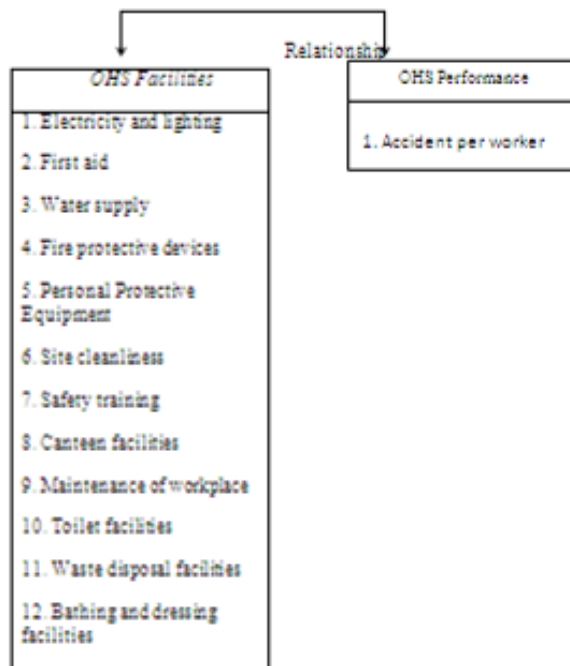 Relationship
OHS Facilities
1. Electricity and lighting
2. First aid
3. Water supply
4. Fire protective devices
5. Personal Protective
Equipment
6. Site cleanliness
7. Safety training
8. Canteen facilities
9. Maintenance of workplace
10. Toilet facilities
11. Waste disposal facilities
12. Bathing and dressing
facilities
OHS Performance
1. Accident per worker